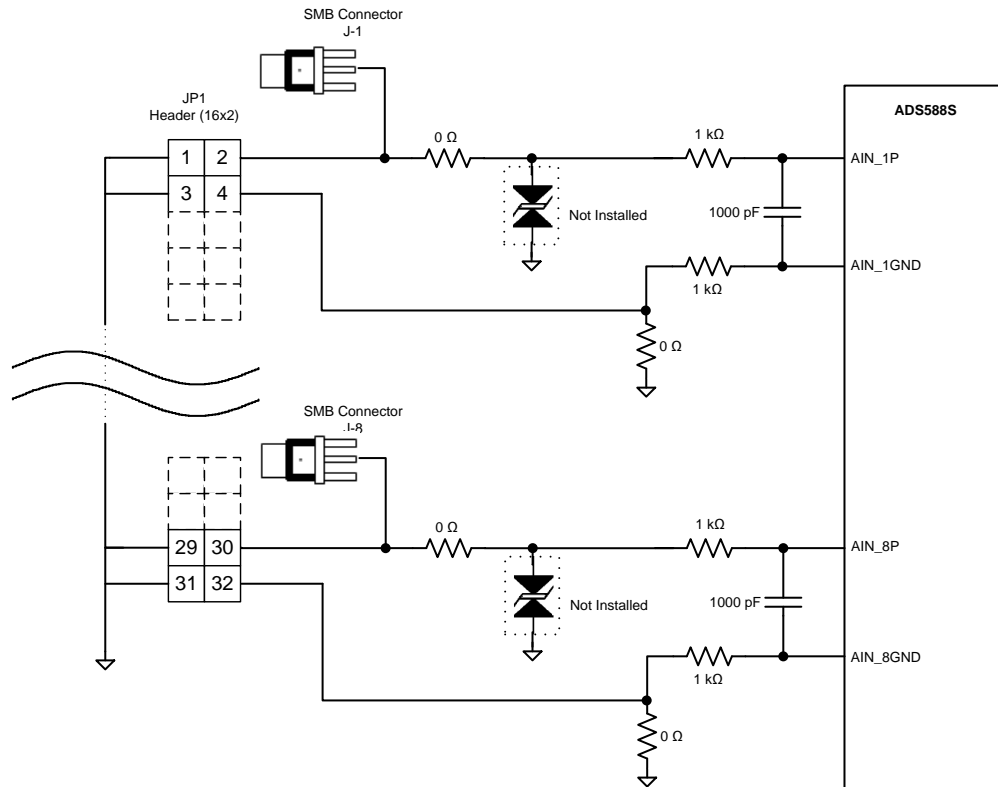 SMB Connector
J-1
JP1
Header (16x2)
ADS588S
1 2
3 4
0 Ω
1 kΩ
AIN_1P
Not Installed
1000 pF
AIN_1GND
1 kΩ
0 Ω
SMB Connector
J-8
29 30
31 32
0 Ω
1 kΩ
AIN_8P
Not Installed
1000 pF
AIN_8GND
1 kΩ
0 Ω